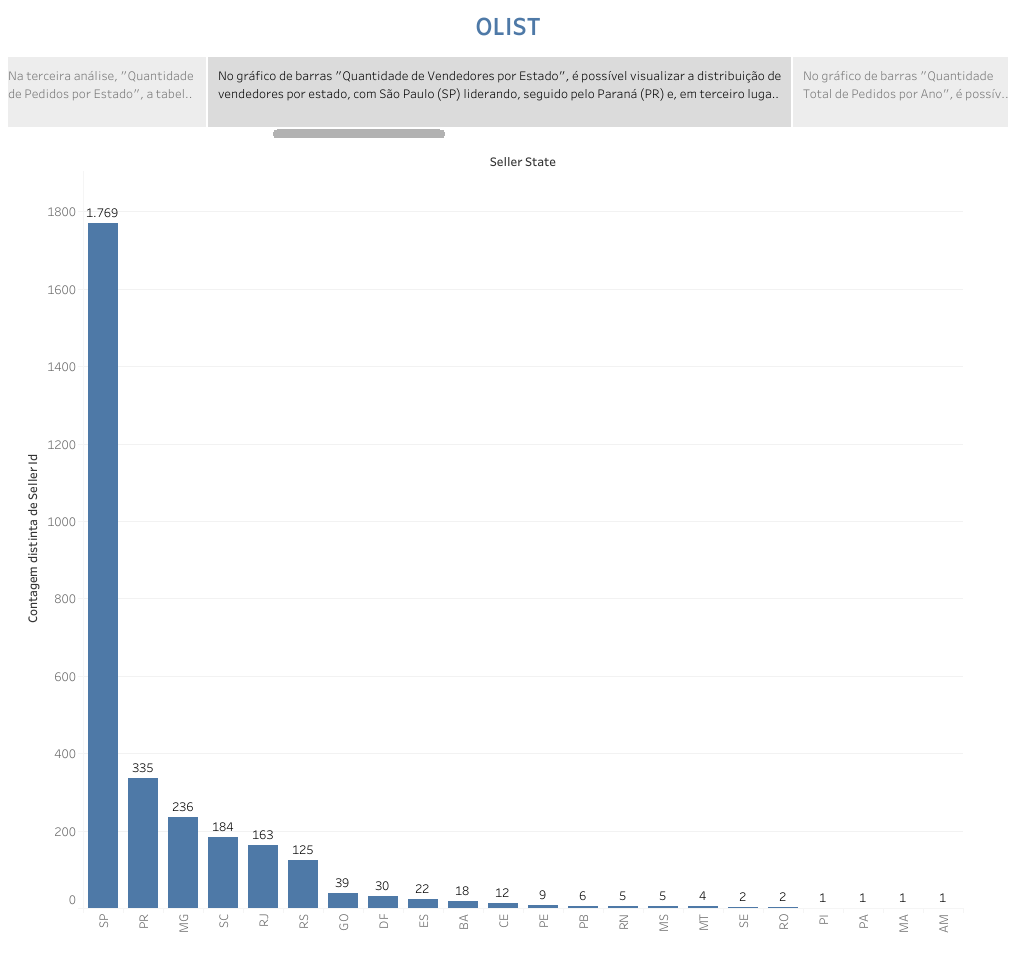 OLIST
Na terceira análise, "Quantidade
de Pedidos por Estado", a tabel..
No gráfico de barras "Quantidade de Vendedores por Estado", é possível visualizar a distribuição de
vendedores por estado, com São Paulo (SP) liderando, seguido pelo Paraná (PR) e, em terceiro luga..
No gráfico de barras "Quantidade
Total de Pedidos por Ano", é possív..
Seller State
Contagem distinta de Seller Id
1800
1600
1400
1200
1000
800
600
400
200
0
1.769
335
236
184
163
125
39
30
22
18
12
9
6
5
5
4
2
2
1
1
1
1
SP
PR
MG
SC
RJ
RS
GO
DF
ES
BA
CE
PE
PB
RN
MS
MT
SE
RO
PI
PA
MA
AM